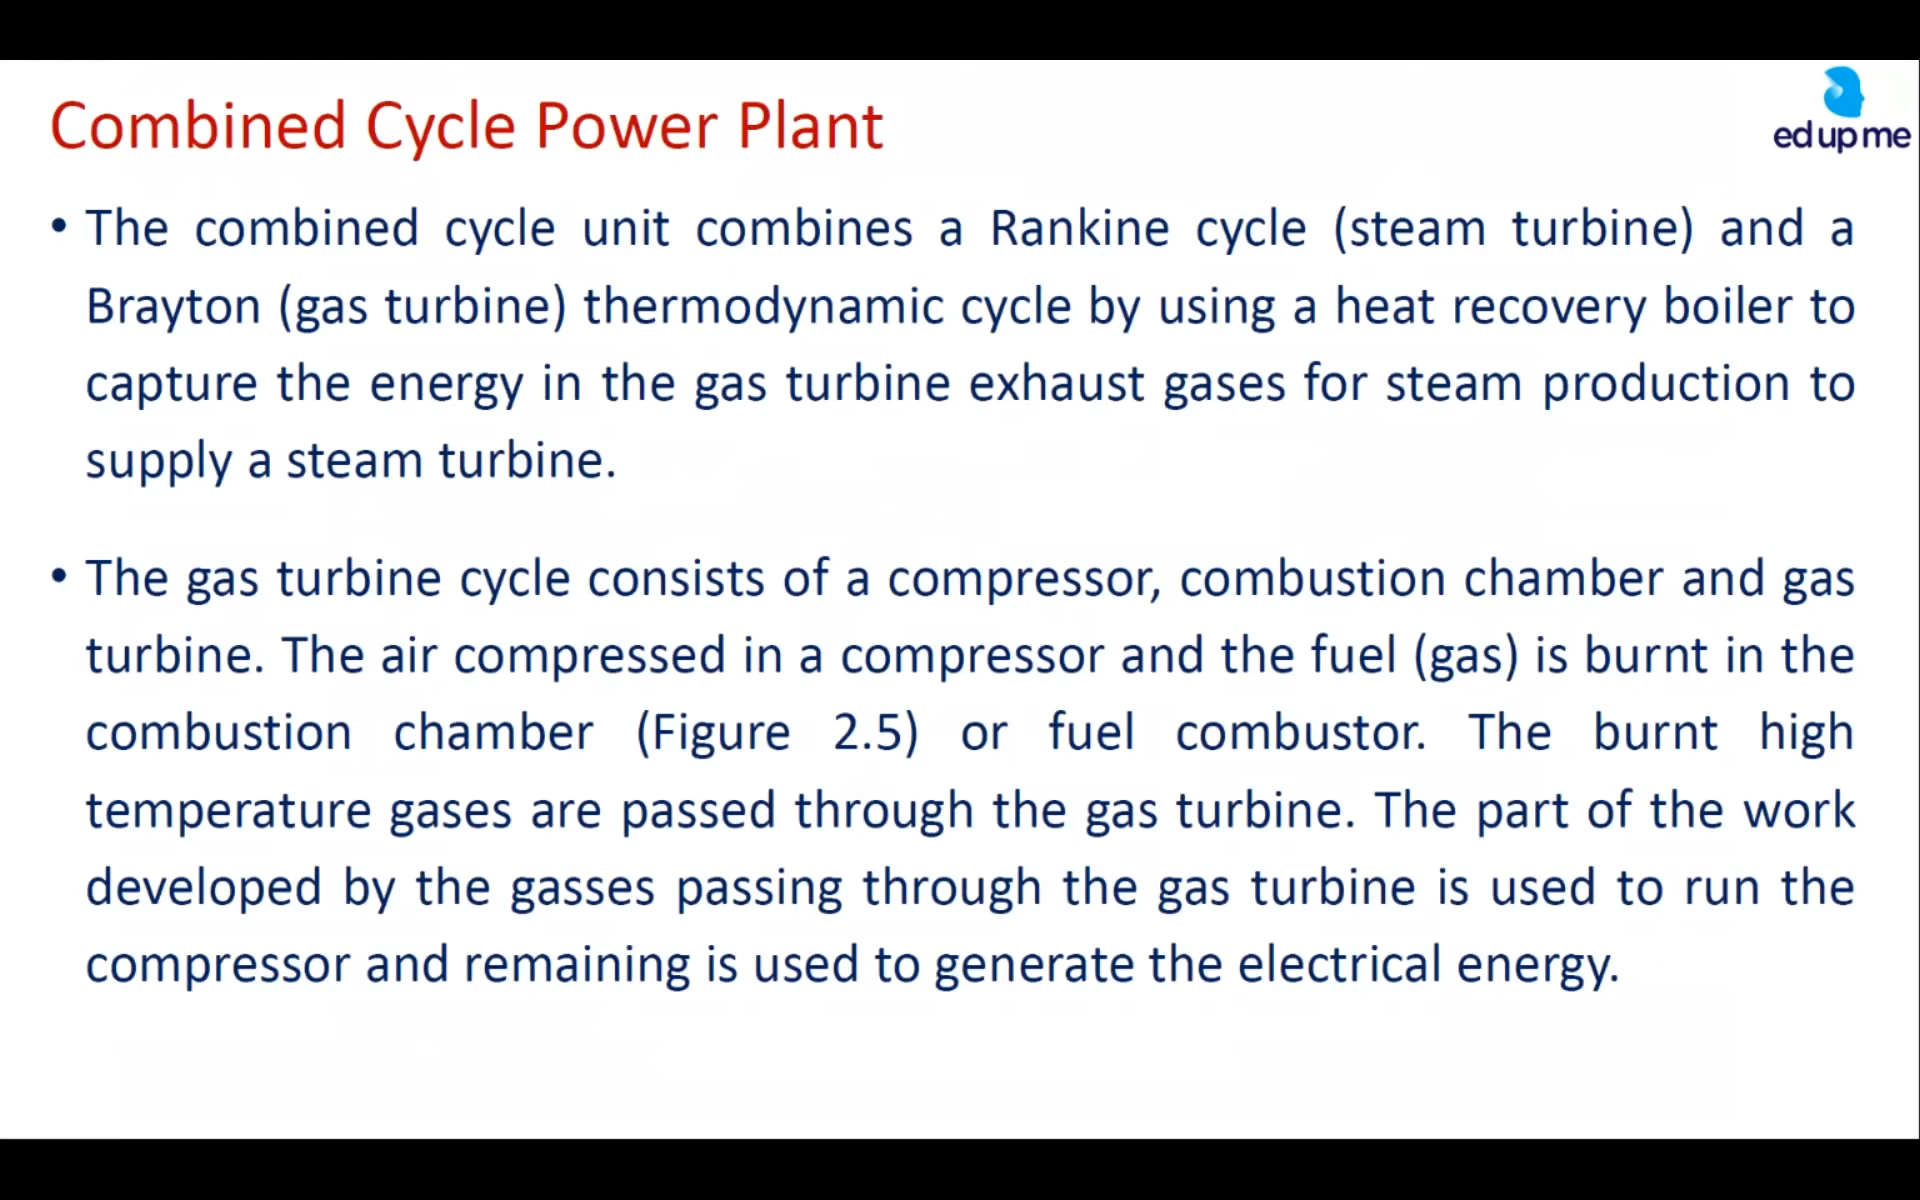 Combined Cycle Power Plant
ed up me
• The combined cycle unit combines a Rankine cycle (steam turbine) and a
Brayton (gas turbine) thermodynamic cycle by using a heat recovery boiler to
capture the energy in the gas turbine exhaust gases for steam production to
supply a steam turbine.
• The gas turbine cycle consists of a compressor, combustion chamber and gas
turbine. The air compressed in a compressor and the fuel (gas) is burnt in the
combustion chamber (Figure 2.5) or fuel combustor. The burnt high
temperature gases are passed through the gas turbine. The part of the work
developed by the gasses passing through the gas turbine is used to run the
compressor and remaining is used to generate the electrical energy.